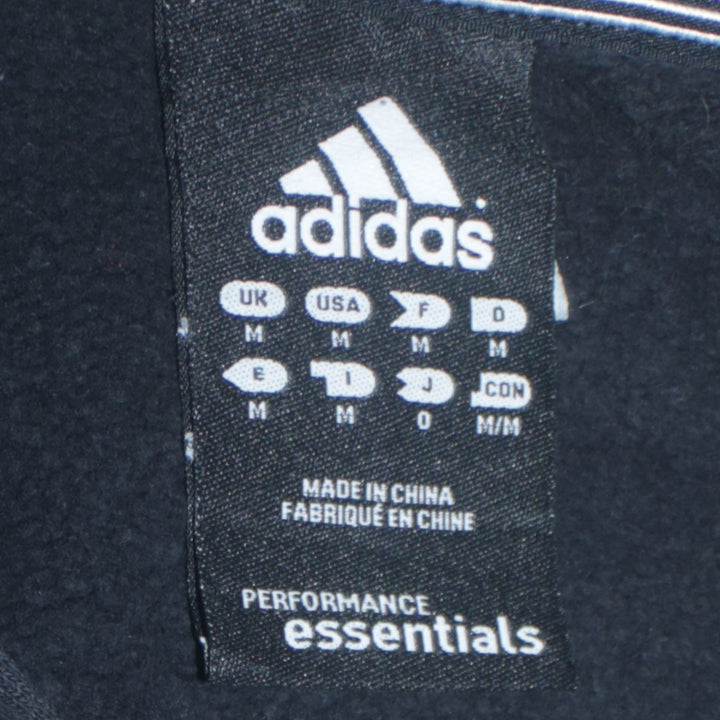 adidas
UK USA F D
M M M M
E I J CON
M M O M/M
MADE IN CHINA
FABRIQUÉ EN CHINE
PERFORMANCE
essentials